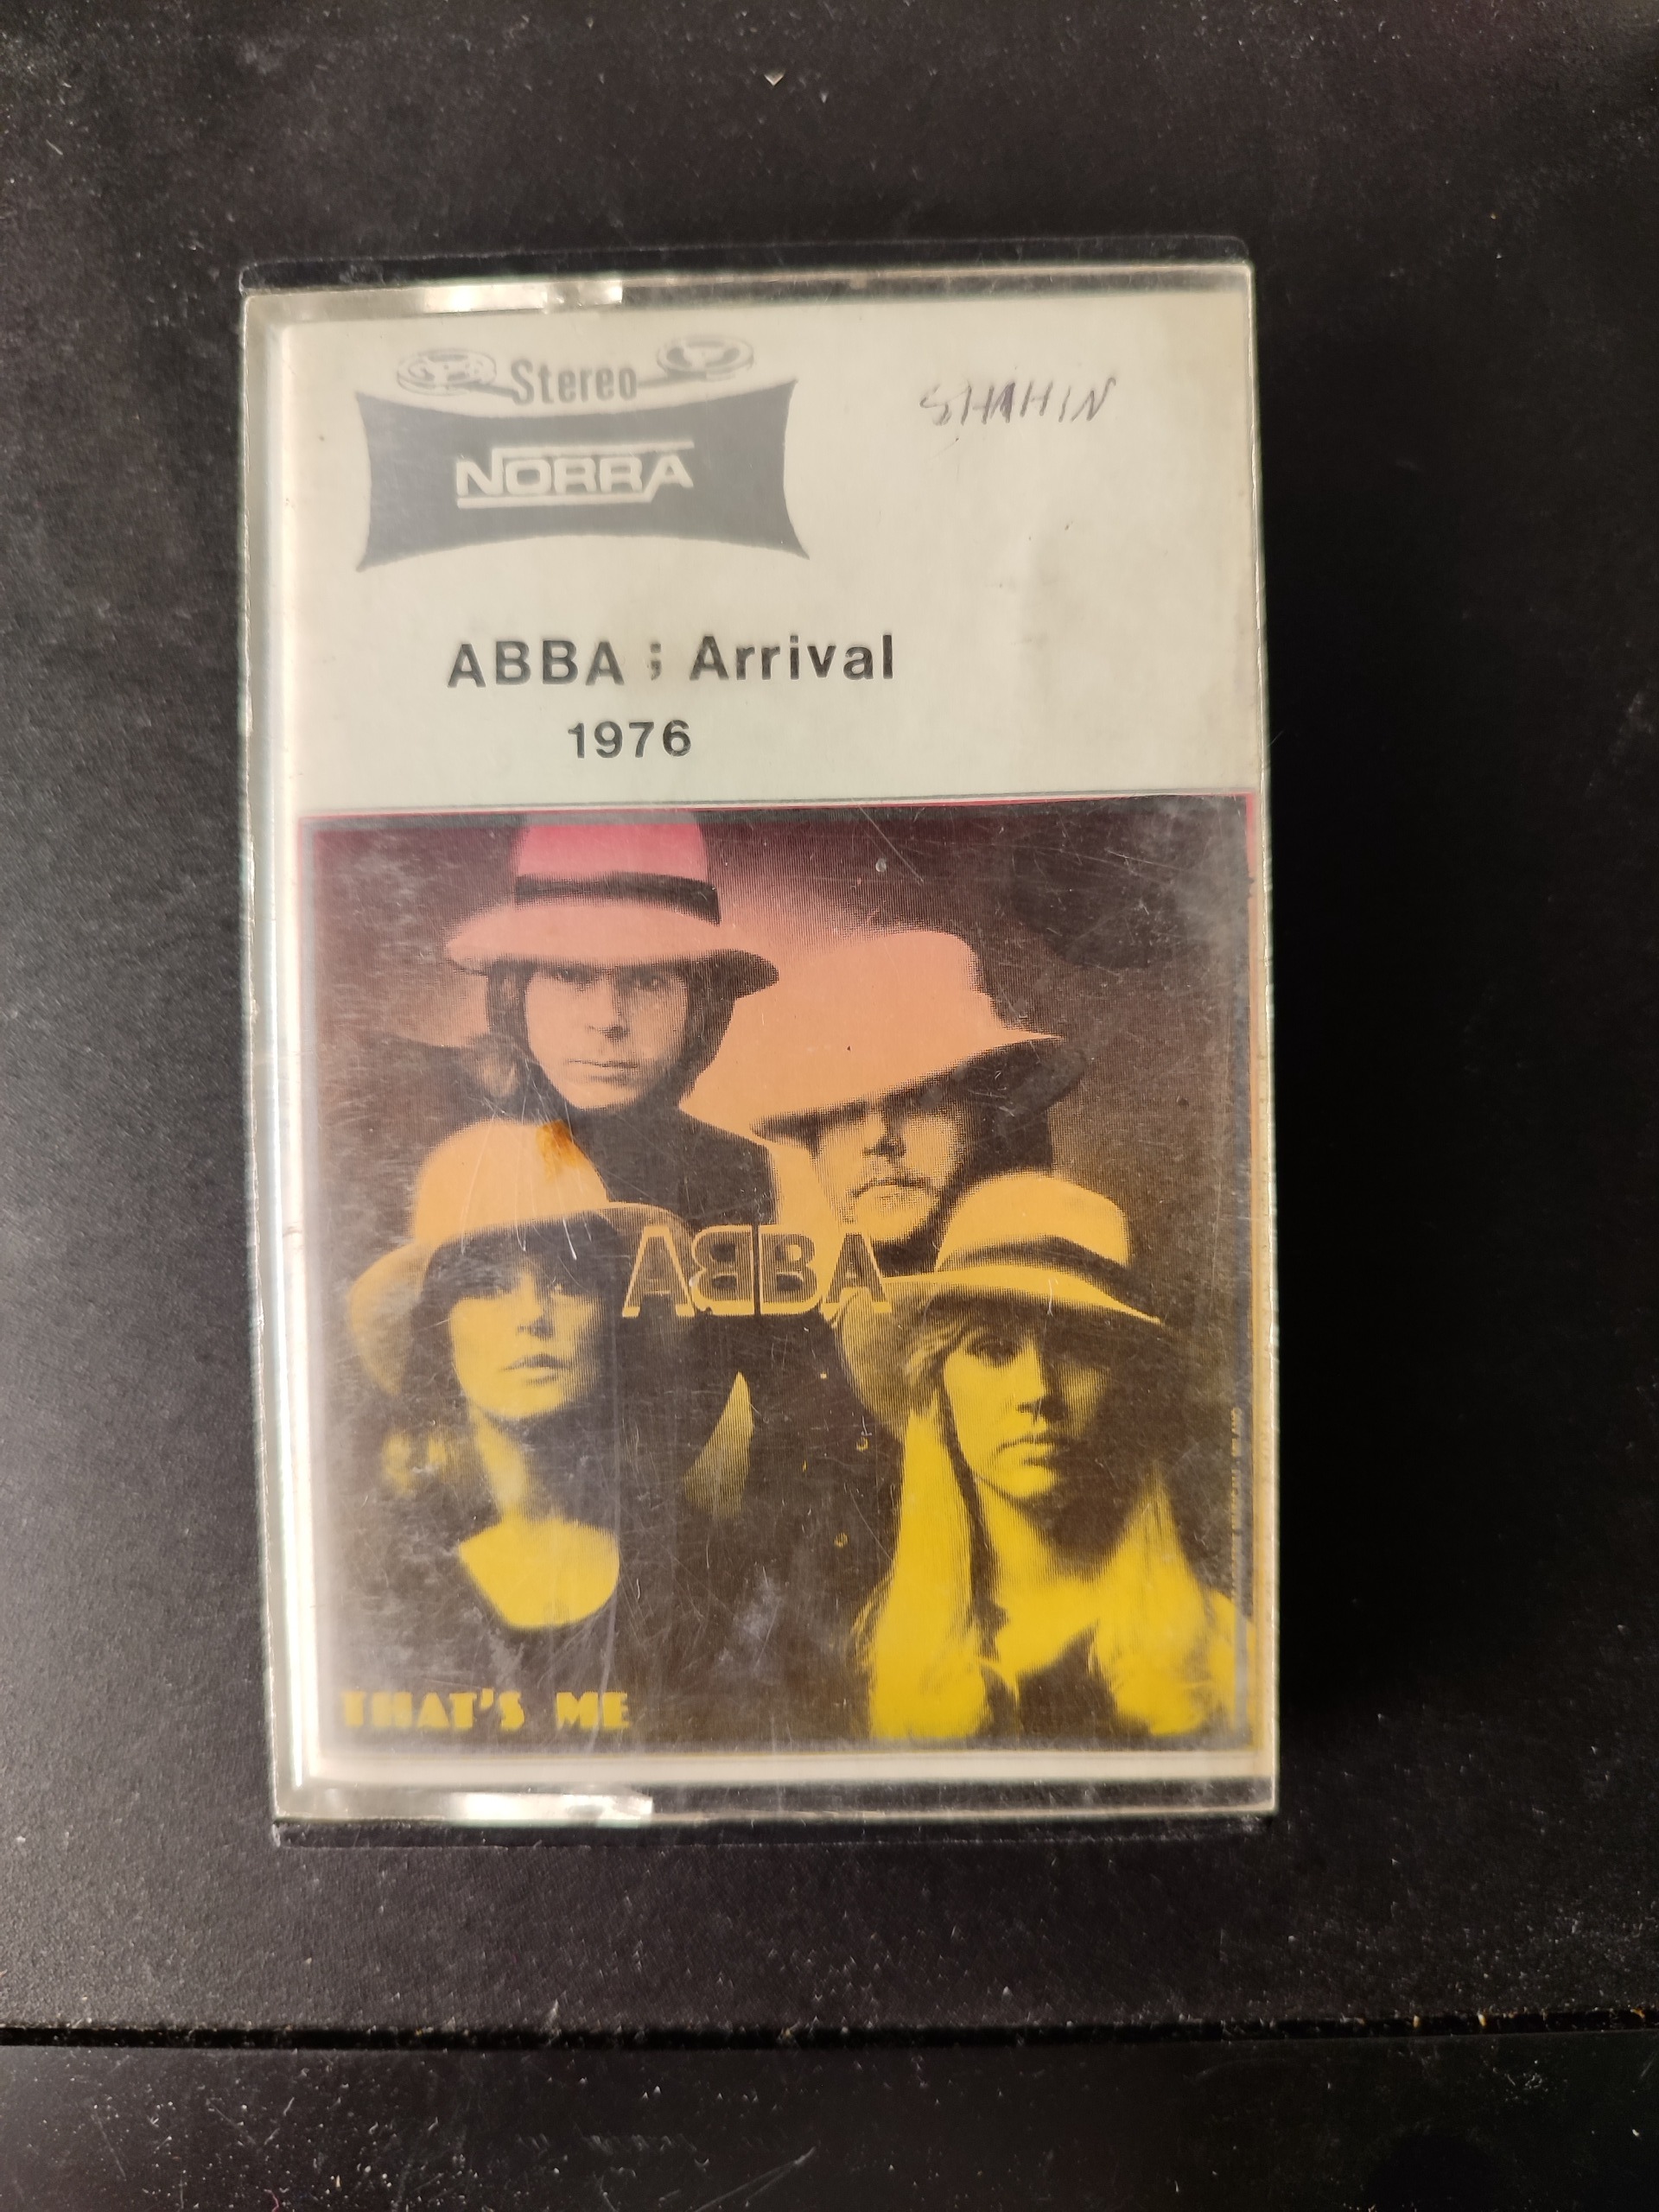 Stereo
SHAHIN
NORRA
ABBA ; Arrival
1976
ABBA
THAT'S ME